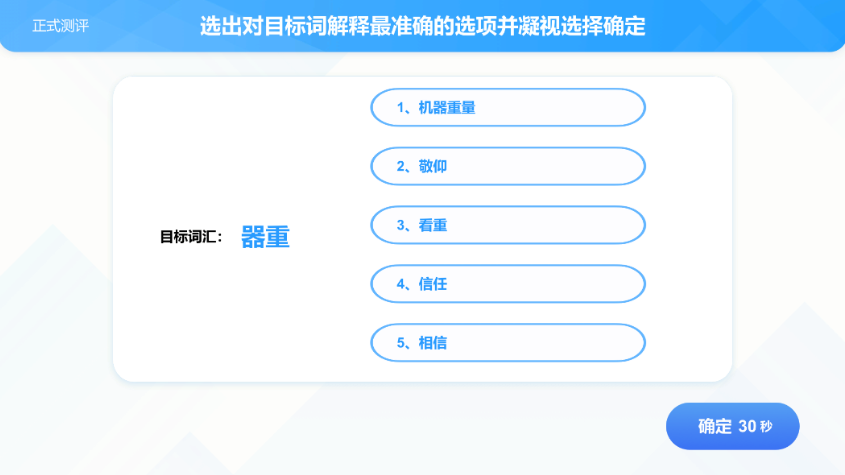 正式测评
选出对目标词解释最准确的选项并凝视选择确定
1、机器重量
2、敬仰
目标词汇： 器重
3、看重
4、信任
5、相信
确定 30 秒